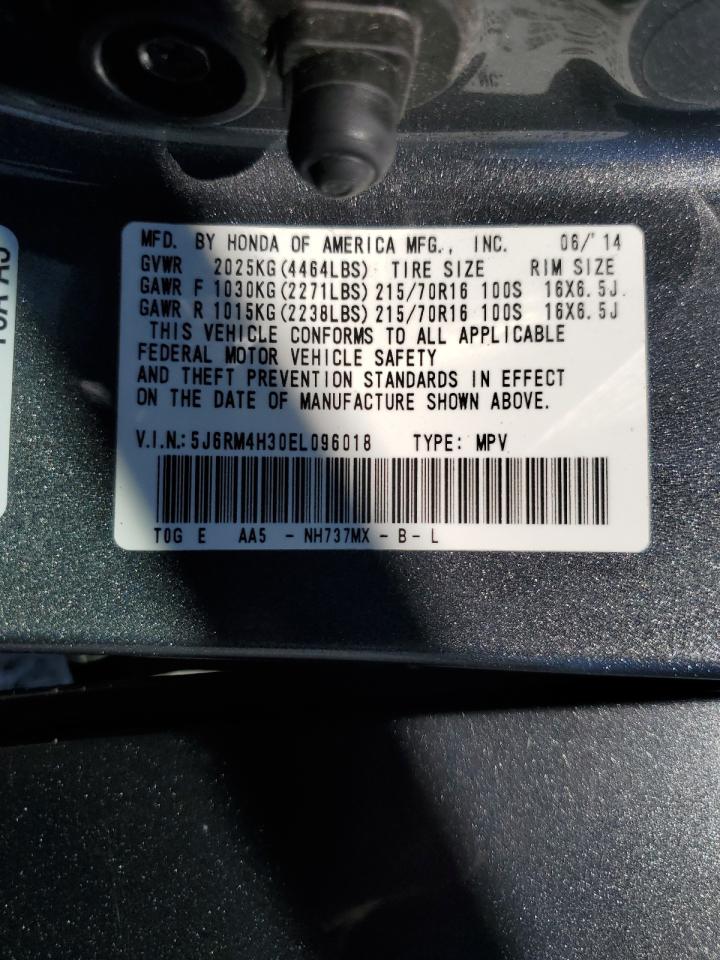 MFD. BY HONDA OF AMERICA MFG., INC. 06/'14
GVWR 2025KG(4464LBS) TIRE SIZE RIM SIZE
GAWR F 1030KG(2271LBS) 215/70R16 100S 16X6.5J
GAWR R 1015KG(2238LBS) 215/70R16 100S 16X6.5J
THIS VEHICLE CONFORMS TO ALL APPLICABLE
FEDERAL MOTOR VEHICLE SAFETY
AND THEFT PREVENTION STANDARDS IN EFFECT
ON THE DATE OF MANUFACTURE SHOWN ABOVE.
V.I.N.: 5J6RM4H30EL096018 TYPE: MPV
T0G E AA5 - NH737MX - B - L